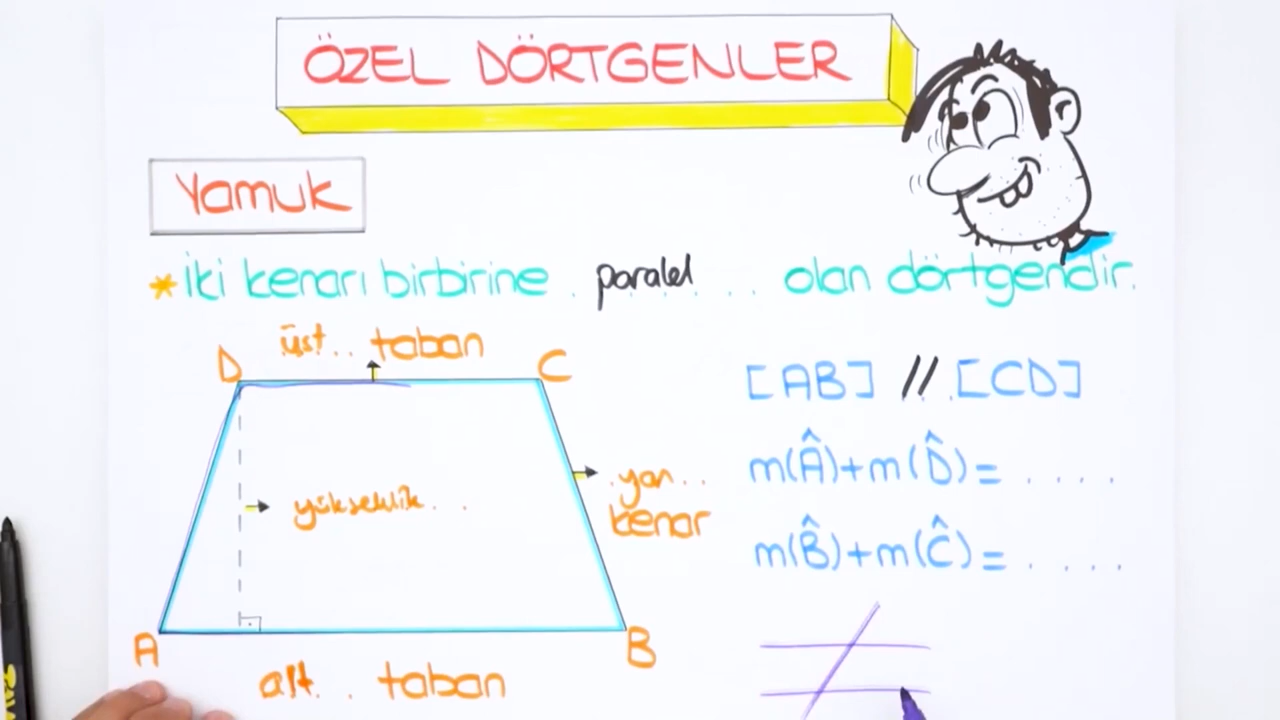 ÖZEL DÖRTGENLER
Yamuk
*İki kenarı birbirine . paralel . . . . olan dörtgendir.
üst . . taban
D
C
[AB] // [CD]
m(Â)+m(D̂)= . . . .
.yan . .
kenar
yükseklik . .
m(B̂)+m(Ĉ)= . . . .
A
B
alt . . taban